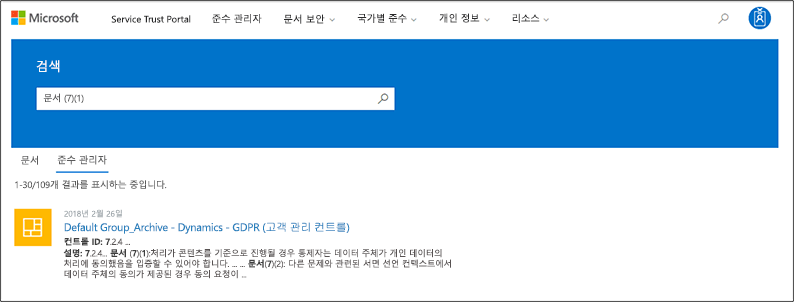 Microsoft Service Trust Portal 준수 관리자 문서 보안 국가별 준수 개인 정보 리소스
검색
문서 (7)(1)
문서 준수 관리자
1-30/109개 결과를 표시하는 중입니다.
2018년 2월 26일
Default Group_Archive - Dynamics - GDPR (고객 관리 컨트롤)
컨트롤 ID: 7.2.4 ...
설명: 7.2.4... 문서 (7)(1):처리가 콘텐츠를 기준으로 진행될 경우 통제자는 데이터 주체가 개인 데이터의
처리에 동의했음을 입증할 수 있어야 합니다. ... ... 문서(7)(2): 다른 문제와 관련된 서면 선언 컨텍스트에서
데이터 주체의 동의가 제공된 경우 동의 요청이 ..